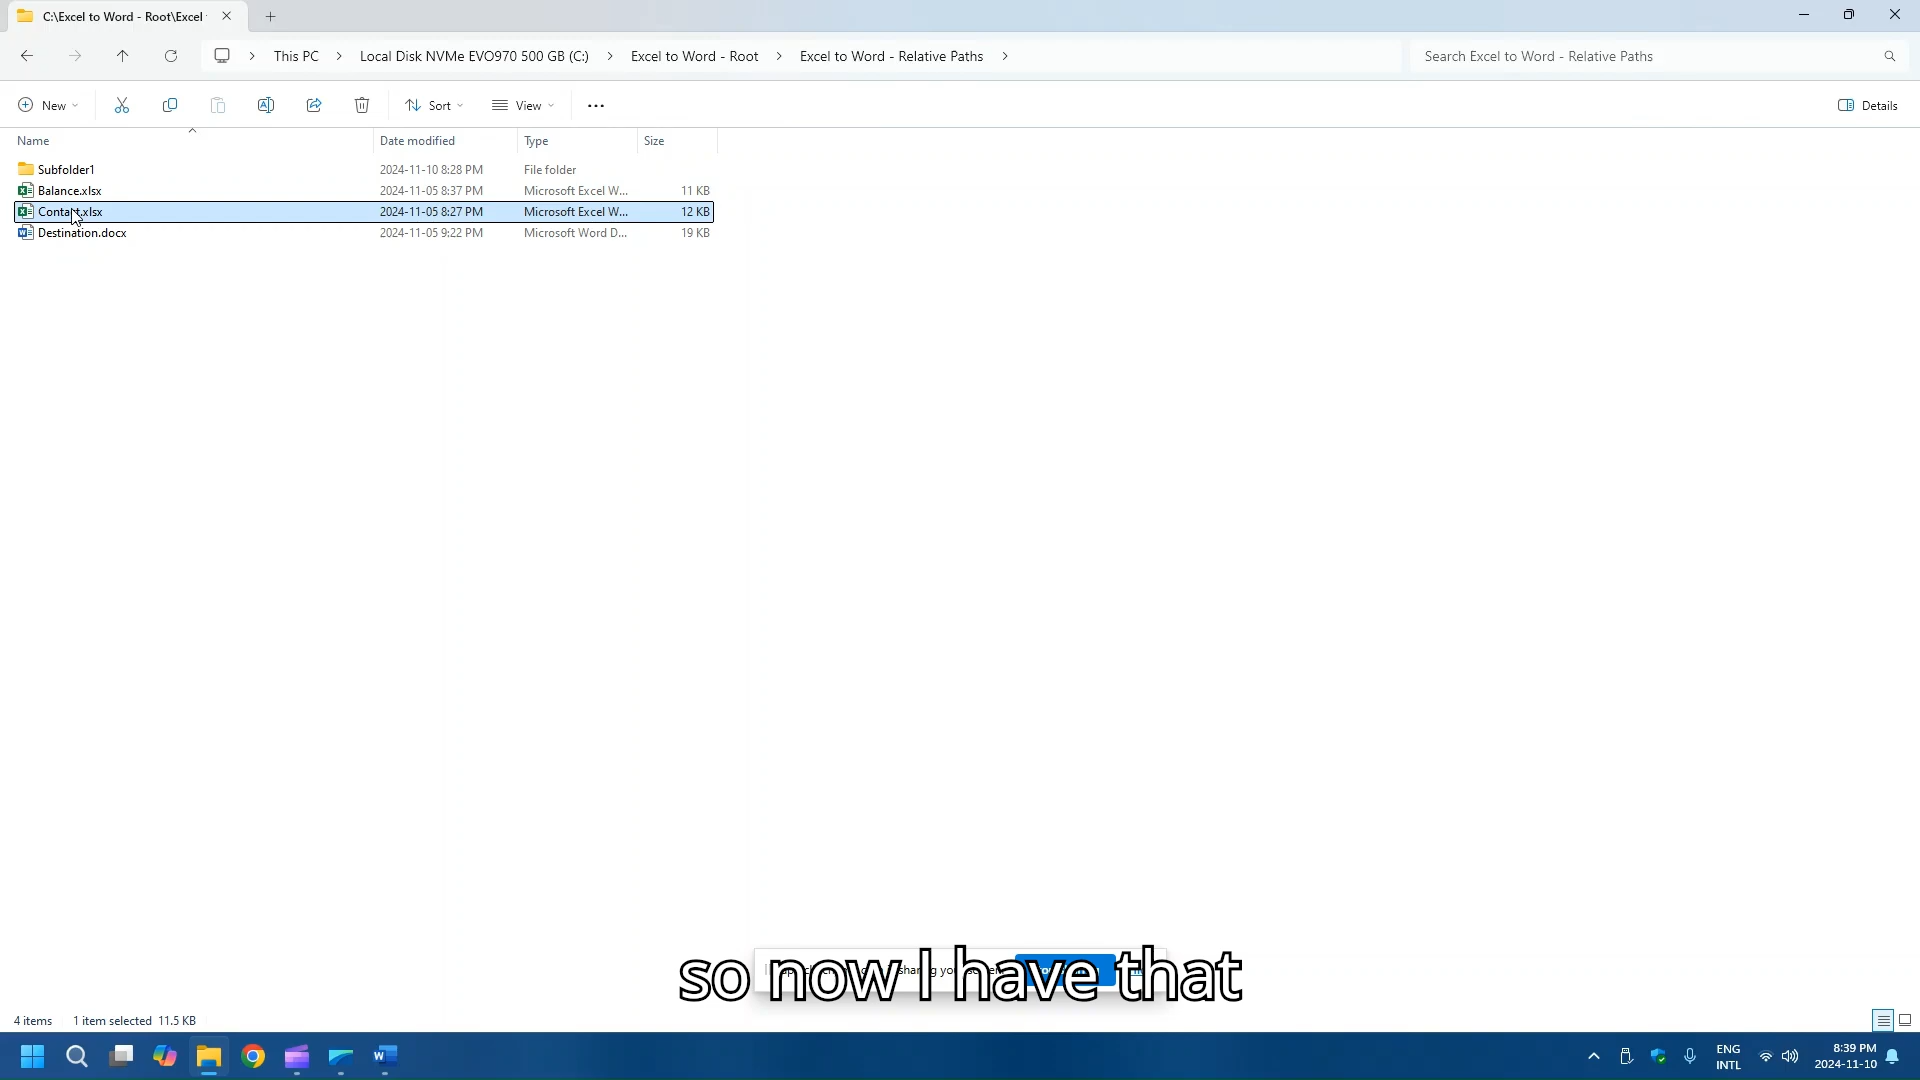 C:\Excel to Word - Root\Excel
This PC > Local Disk NVMe EVO970 500 GB (C:) > Excel to Word - Root > Excel to Word - Relative Paths >
Search Excel to Word - Relative Paths
New
Sort
View
Details
Name Date modified Type Size
Subfolder1 2024-11-10 8:28 PM File folder
Balance.xlsx 2024-11-05 8:37 PM Microsoft Excel W... 11 KB
Contact.xlsx 2024-11-05 8:27 PM Microsoft Excel W... 12 KB
Destination.docx 2024-11-05 9:22 PM Microsoft Word D... 19 KB
so now I have that
4 items 1 item selected 11.5 KB
ENG
INTL
8:39 PM
2024-11-10